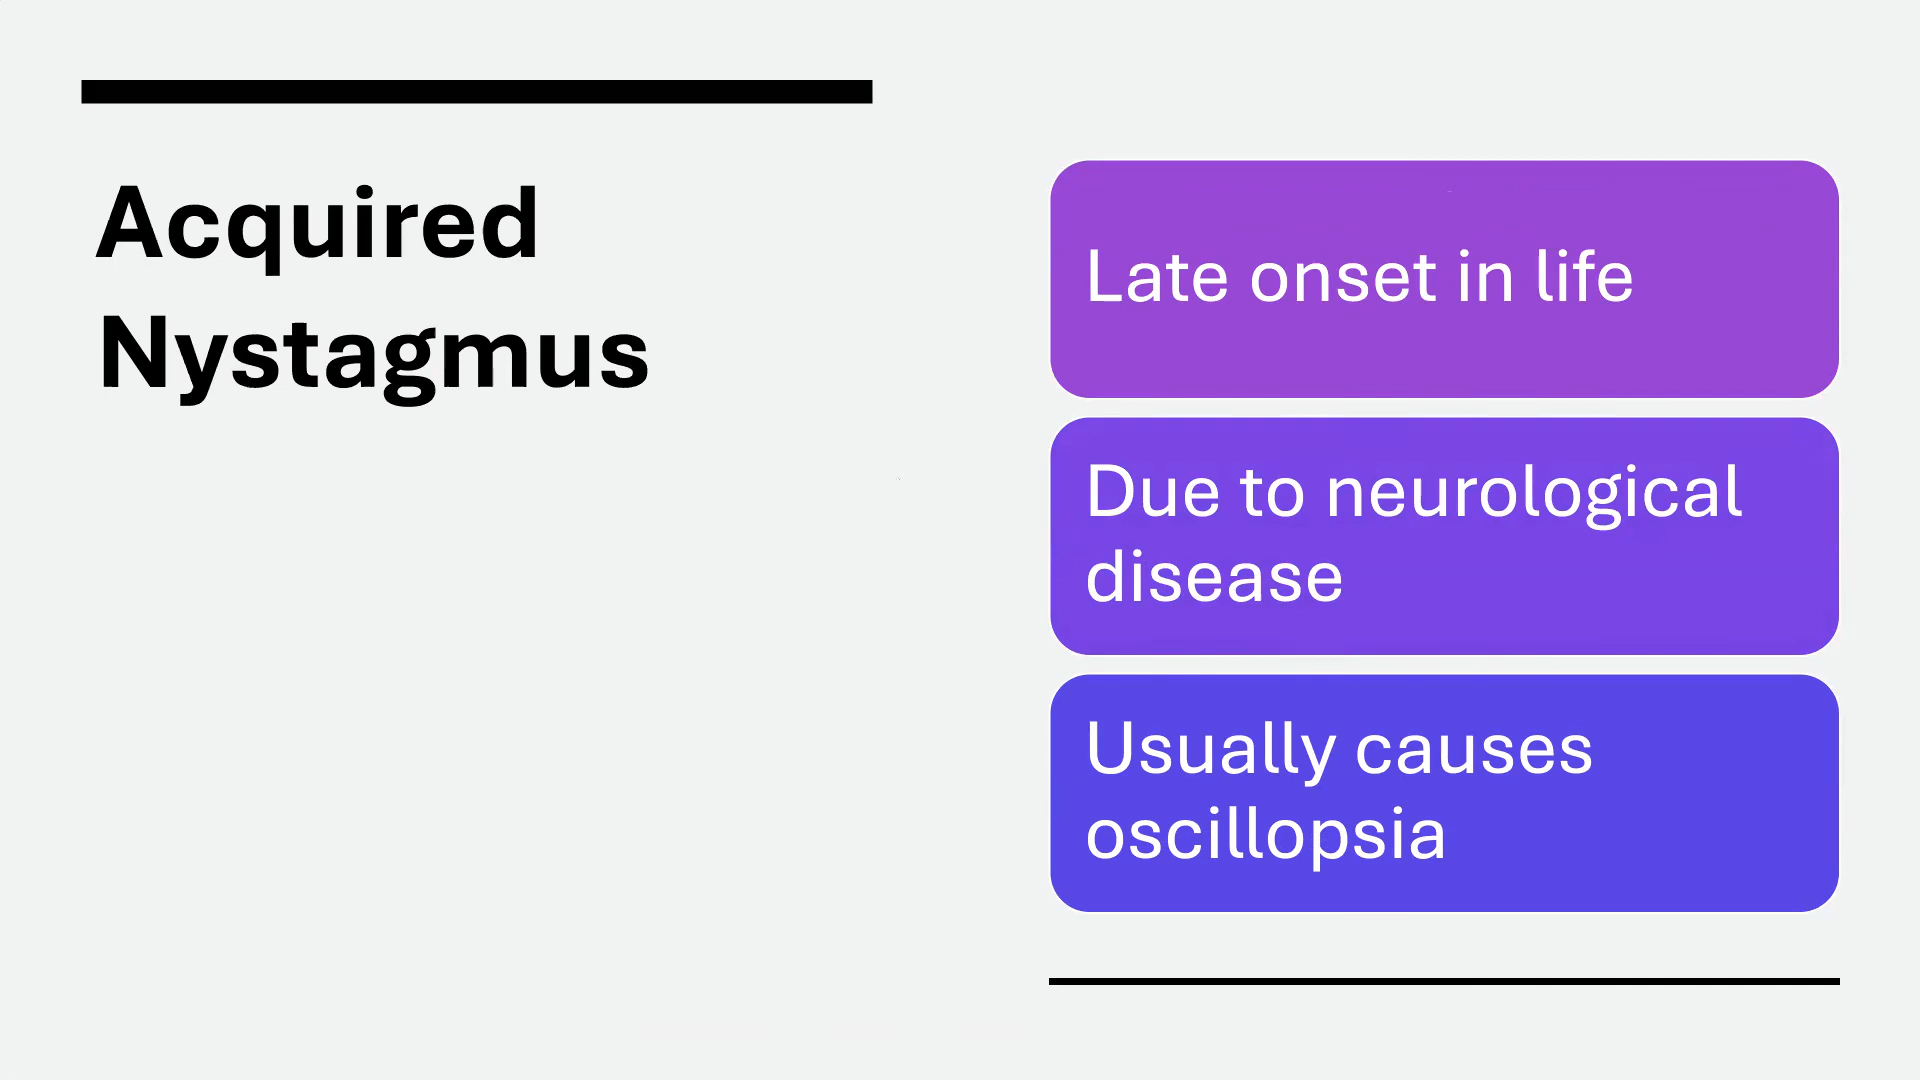 Acquired
Nystagmus
Late onset in life
Due to neurological
disease
Usually causes
oscillopsia